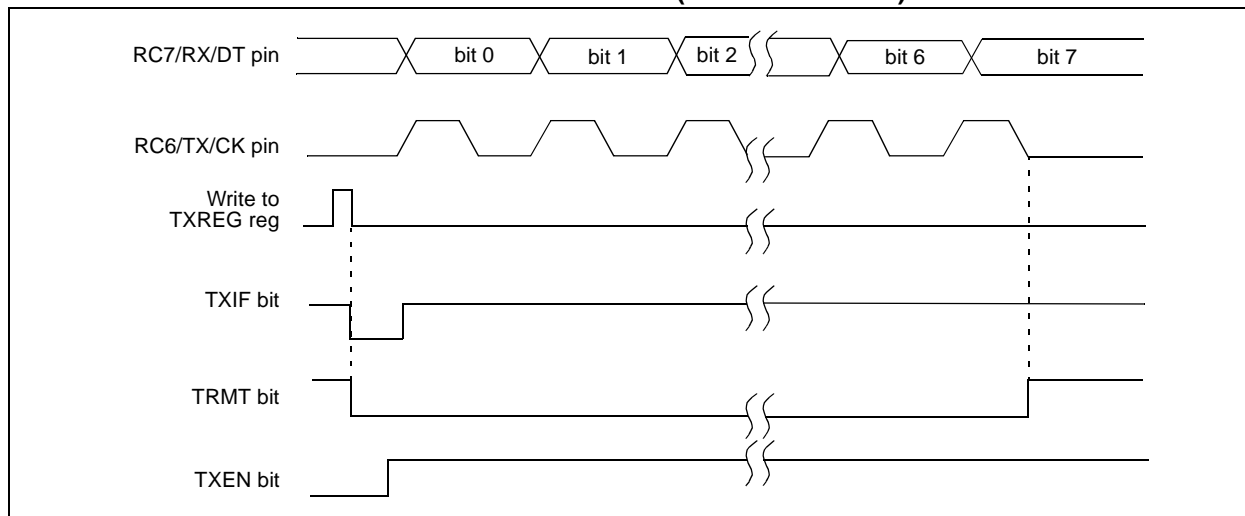 RC7/RX/DT pin
bit 0
bit 1
bit 2
bit 6
bit 7
RC6/TX/CK pin
Write to
TXREG reg
TXIF bit
TRMT bit
TXEN bit